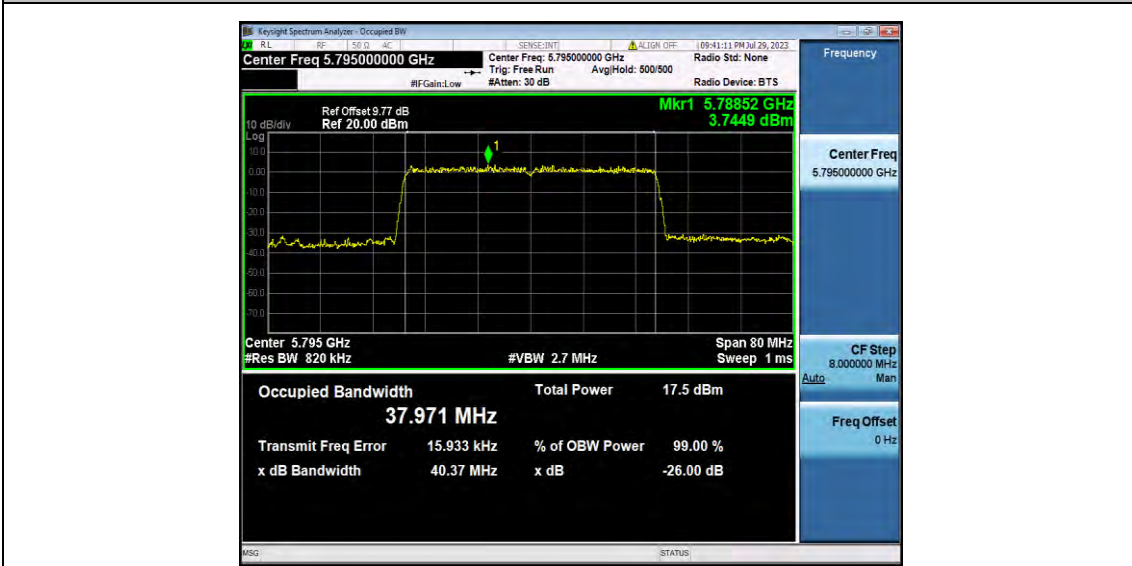 Keysight Spectrum Analyzer - Occupied BW
RL RF 50 Ω AC SENSE:INT ALIGN OFF 09:41:11 PM Jul 29, 2023
Center Freq 5.795000000 GHz
Center Freq: 5.795000000 GHz
Radio Std: None
Trig: Free Run Avg|Hold: 500/500
#IFGain:Low #Atten: 30 dB Radio Device: BTS
Frequency
Mkr1 5.78852 GHz
3.7449 dBm
Ref Offset 9.77 dB
10 dB/div Ref 20.00 dBm
Log
10.0
0.00
-10.0
-20.0
-30.0
-40.0
-50.0
-60.0
-70.0
1
Center 5.795 GHz Span 80 MHz
#Res BW 820 kHz #VBW 2.7 MHz Sweep 1 ms
Center Freq
5.795000000 GHz
CF Step
8.000000 MHz
Auto Man
Freq Offset
0 Hz
Occupied Bandwidth Total Power 17.5 dBm
37.971 MHz
Transmit Freq Error 15.933 kHz % of OBW Power 99.00 %
x dB Bandwidth 40.37 MHz x dB -26.00 dB
MSG STATUS